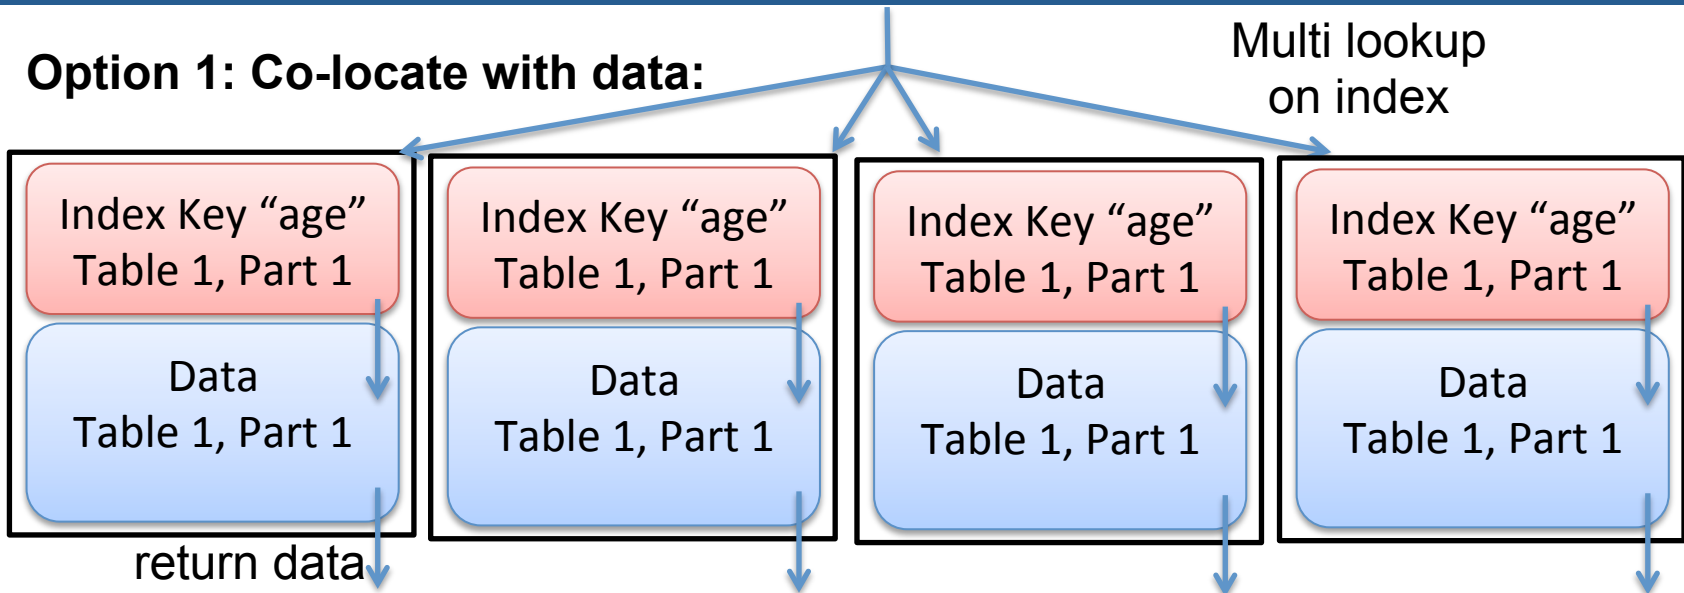 Multi lookup
on index
Option 1: Co-locate with data:
Index Key “age”
Table 1, Part 1
Data
Table 1, Part 1
Index Key “age”
Table 1, Part 1
Data
Table 1, Part 1
Index Key “age”
Table 1, Part 1
Data
Table 1, Part 1
Index Key “age”
Table 1, Part 1
Data
Table 1, Part 1
return data